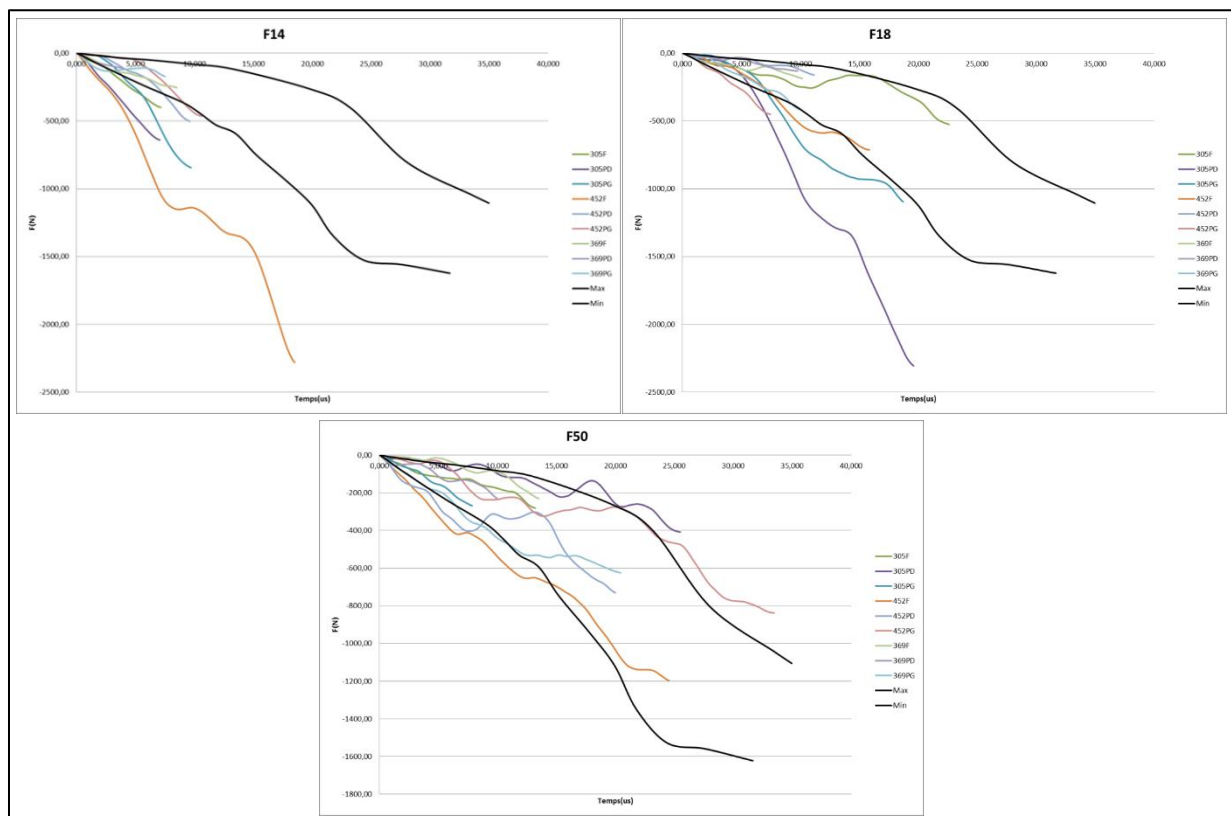 F14
0,00
0,000 5,000 10,000 15,000 20,000 25,000 30,000 35,000 40,000
-500,00
-1000,00
-1500,00
-2000,00
-2500,00
F(N)
Temps(us)
305F
305PD
305PG
452F
452PD
452PG
369F
369PD
369PG
Max
Min
F18
0,00
0,000 5,000 10,000 15,000 20,000 25,000 30,000 35,000 40,000
-500,00
-1000,00
-1500,00
-2000,00
-2500,00
F(N)
Temps(us)
305F
305PD
305PG
452F
452PD
452PG
369F
369PD
369PG
Max
Min
F50
0,00
0,000 5,000 10,000 15,000 20,000 25,000 30,000 35,000 40,000
-200,00
-400,00
-600,00
-800,00
-1000,00
-1200,00
-1400,00
-1600,00
-1800,00
F(N)
Temps(us)
305F
305PD
305PG
452F
452PD
452PG
369F
369PD
369PG
Max
Min